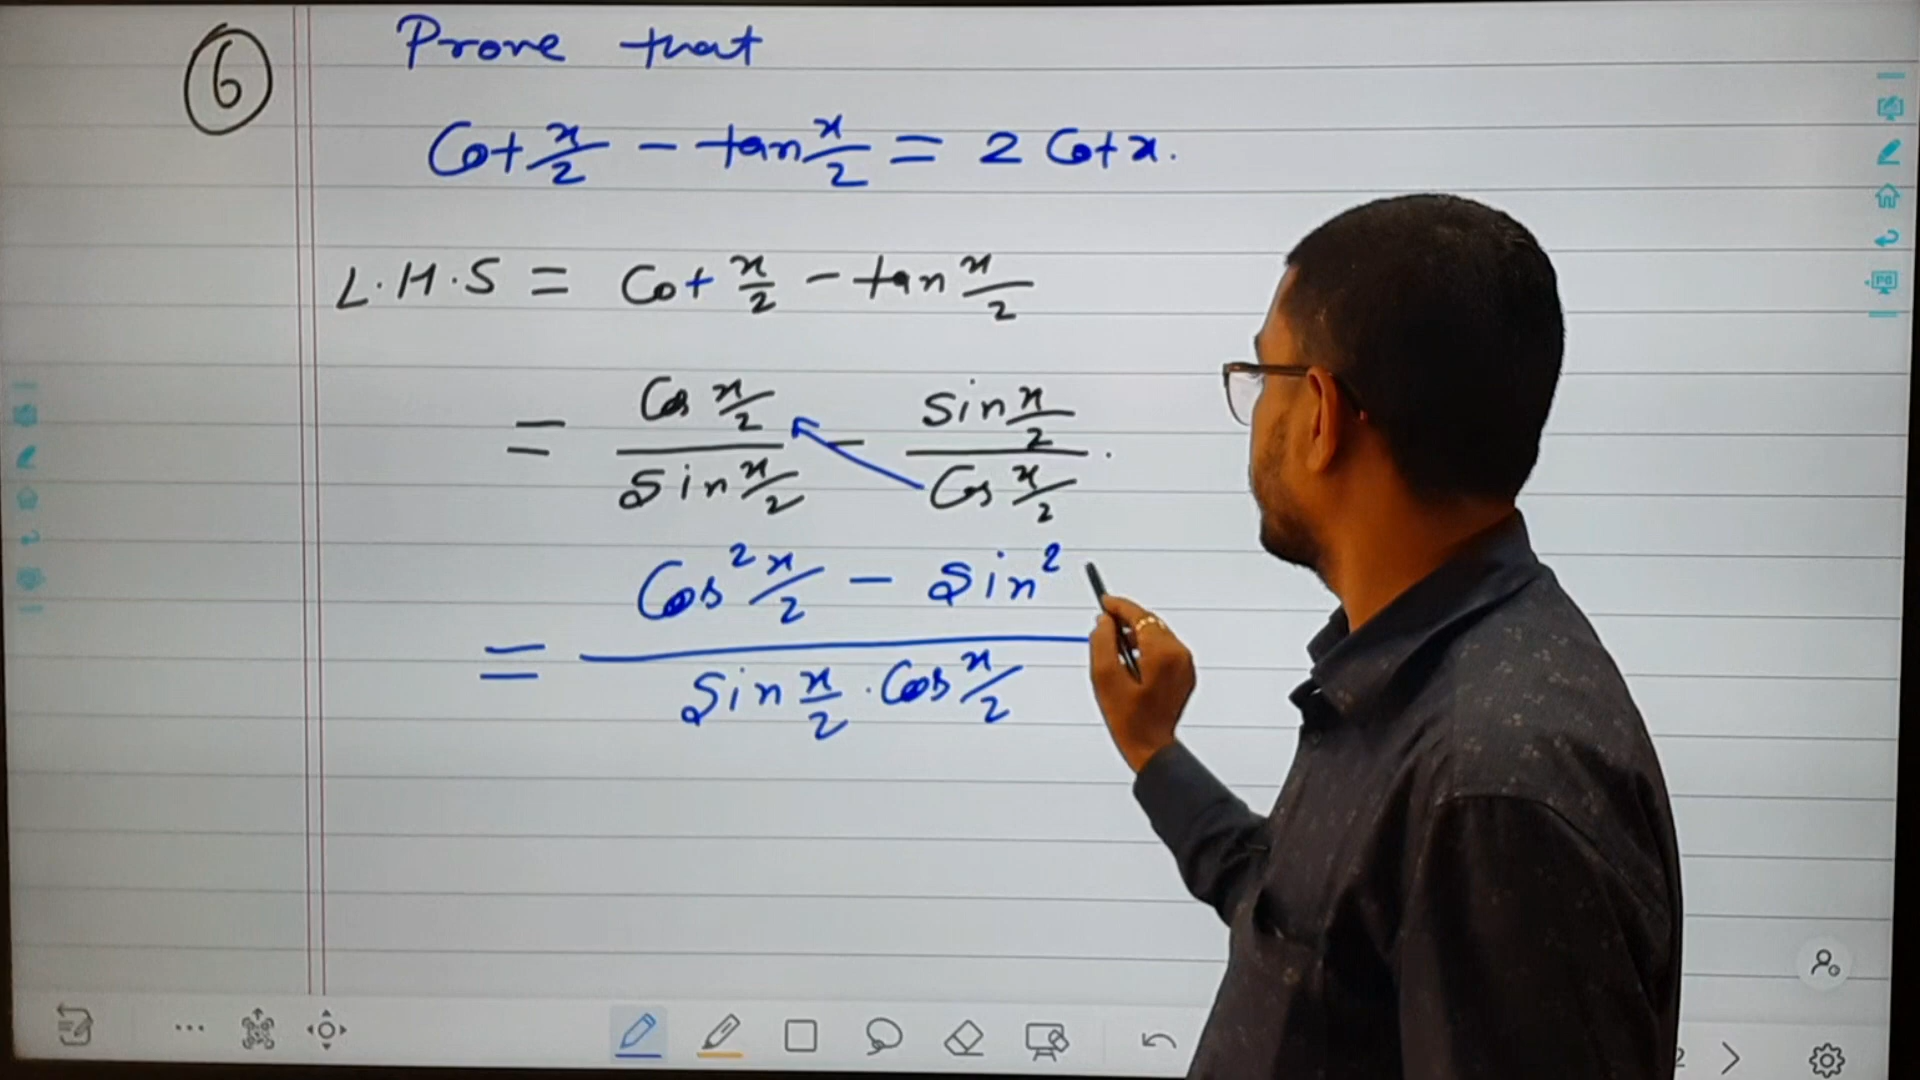 6 Prove that
Cot x/2 - tan x/2 = 2 Cot x.
L.H.S = Cot x/2 - tan x/2
= Cos x/2 / Sin x/2 - Sin x/2 / Cos x/2.
= Cos² x/2 - Sin² / Sin x/2 . Cos x/2